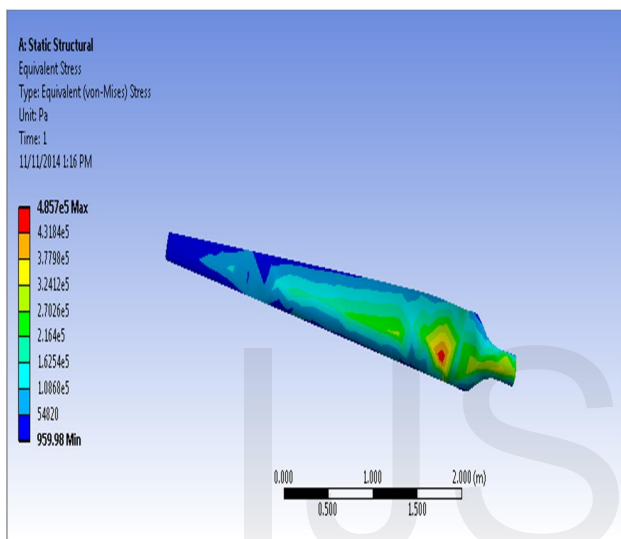 A: Static Structural
Equivalent Stress
Type: Equivalent (von-Mises) Stress
Unit: Pa
Time: 1
11/11/2014 1:16 PM
4.857e5 Max
4.3184e5
3.7798e5
3.2412e5
2.7026e5
2.164e5
1.6254e5
1.0868e5
54820
959.98 Min
0.000 1.000 2.000 (m)
0.500 1.500
IJS